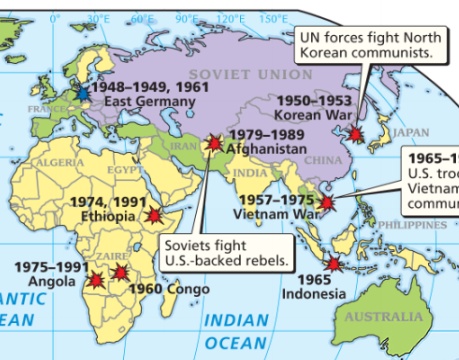 0° 30°E 60°E 90°E 120°E 150°E
UN forces fight North
Korean communists.
SOVIET UNION
1948–1949, 1961
East Germany
FRANCE
1950–1953
Korean War
JAPAN
1979–1989
Afghanistan
IRAN
CHINA
ALGERIA
EGYPT
INDIA
1965–1
U.S. troo
Vietnam
commu
1974, 1991
Ethiopia
1957–1975
Vietnam War
PHILIPPINES
Soviets fight
U.S.-backed rebels.
ZAIRE
1975–1991
Angola
1960 Congo
1965
Indonesia
ANTIC
EAN
INDIAN
OCEAN
AUSTRALIA